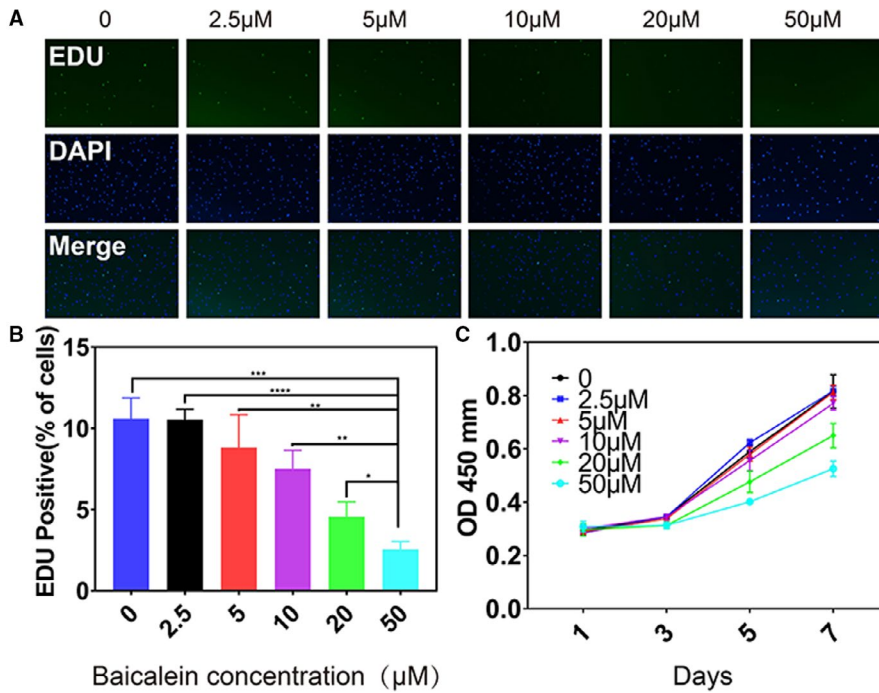 A
0 2.5µM 5µM 10µM 20µM 50µM
EDU
DAPI
Merge
B
EDU Positive(% of cells)
15
10
5
0
***
****
**
**
*
0 2.5 5 10 20 50
Baicalein concentration（µM）
C
OD 450 mm
1.0
0.8
0.6
0.4
0.2
0.0
0
2.5µM
5µM
10µM
20µM
50µM
1 3 5 7
Days